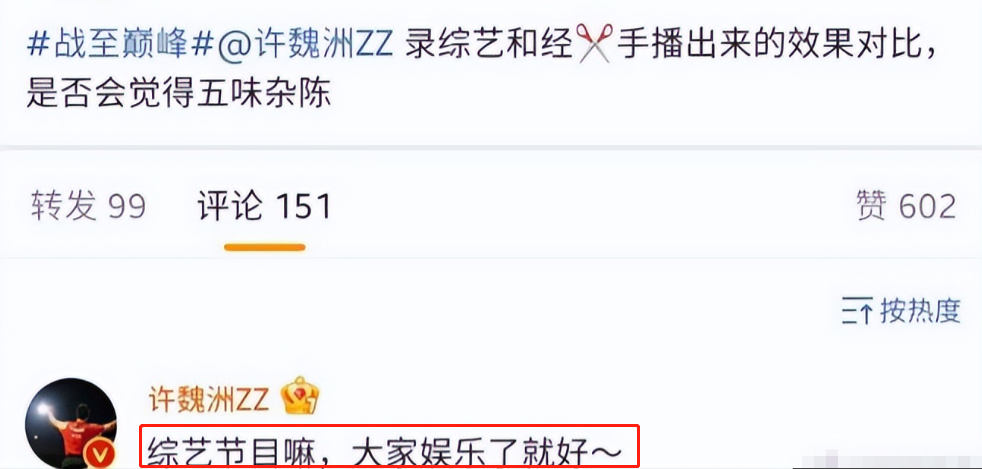 #战至巅峰#@许魏洲ZZ 录综艺和经✂️手播出来的效果对比，
是否会觉得五味杂陈
转发 99 评论 151 赞 602
按热度
许魏洲ZZ
综艺节目嘛，大家娱乐了就好～